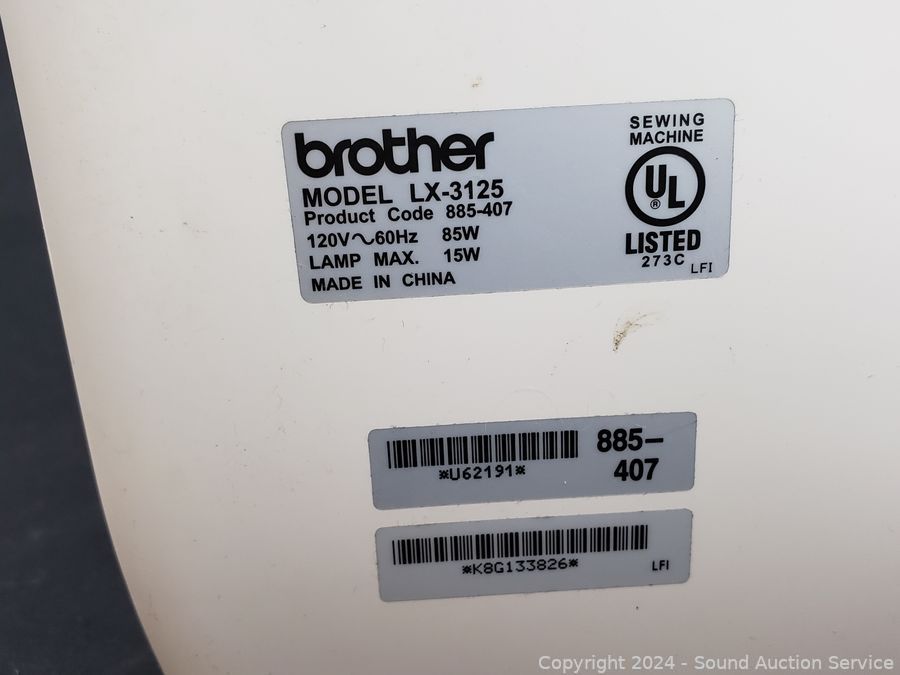 brother
MODEL LX-3125
Product Code 885-407
120V～60Hz 85W
LAMP MAX. 15W
MADE IN CHINA
SEWING
MACHINE
UL
®
LISTED
273C
LFI
885-
407
*U62191*
*K8G133826*
LFI
Copyright 2024 - Sound Auction Service